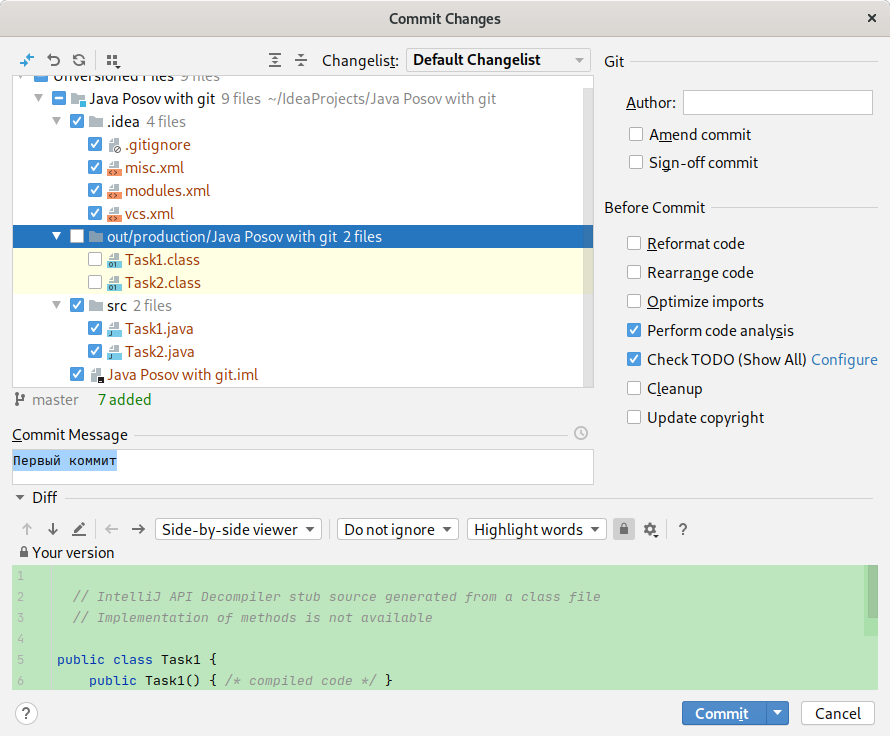 Commit Changes
Changelist: Default Changelist
Unversioned Files 9 files
Java Posov with git 9 files ~/IdeaProjects/Java Posov with git
.idea 4 files
.gitignore
misc.xml
modules.xml
vcs.xml
out/production/Java Posov with git 2 files
Task1.class
Task2.class
src 2 files
Task1.java
Task2.java
Java Posov with git.iml
master 7 added
Git
Author:
Amend commit
Sign-off commit
Before Commit
Reformat code
Rearrange code
Optimize imports
Perform code analysis
Check TODO (Show All) Configure
Cleanup
Update copyright
Commit Message
Первый коммит
Diff
Side-by-side viewer Do not ignore Highlight words ?
Your version
1
2 // IntelliJ API Decompiler stub source generated from a class file
3 // Implementation of methods is not available
4
5 public class Task1 {
6 public Task1() { /* compiled code */ }
? Commit Cancel